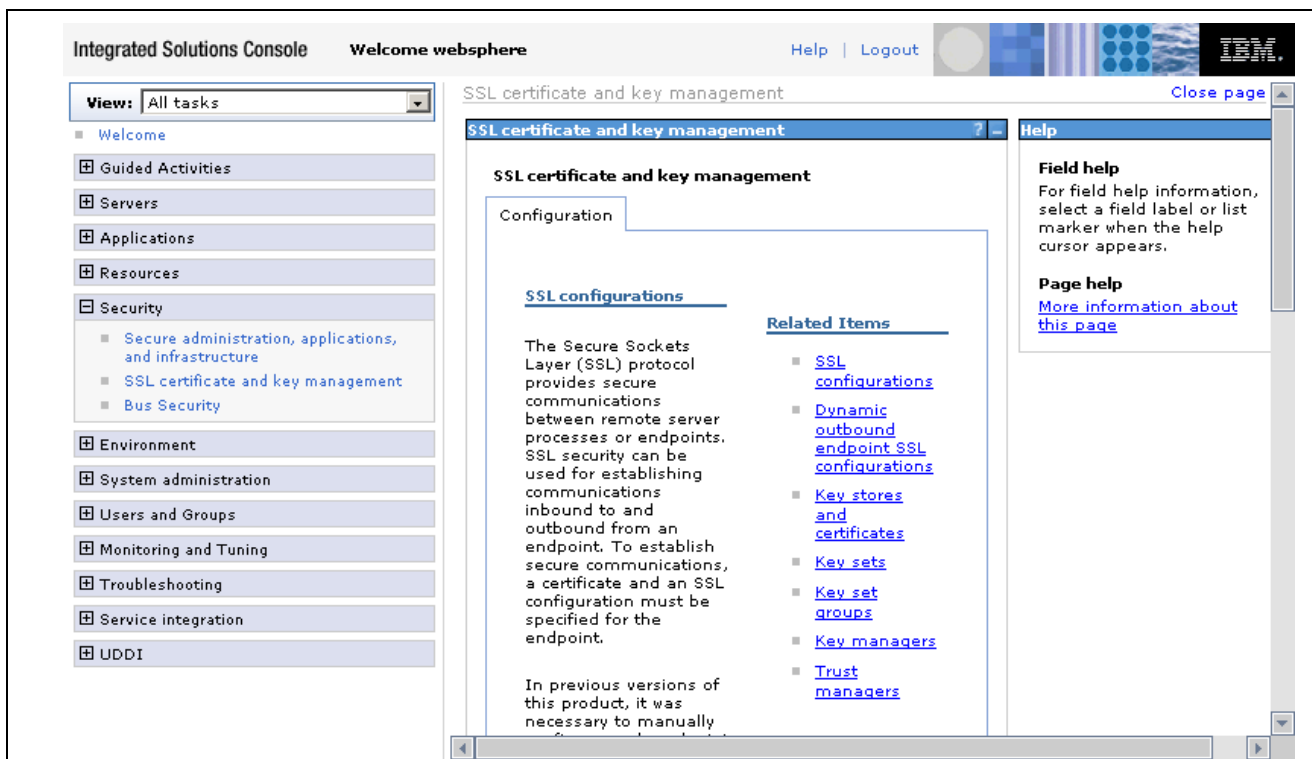 Integrated Solutions Console Welcome websphere Help | Logout IBM.
View: All tasks
Welcome
Guided Activities
Servers
Applications
Resources
Security
Secure administration, applications,
and infrastructure
SSL certificate and key management
Bus Security
Environment
System administration
Users and Groups
Monitoring and Tuning
Troubleshooting
Service integration
UDDI
SSL certificate and key management Close page
SSL certificate and key management ? –
SSL certificate and key management
Configuration
SSL configurations
The Secure Sockets
Layer (SSL) protocol
provides secure
communications
between remote server
processes or endpoints.
SSL security can be
used for establishing
communications
inbound to and
outbound from an
endpoint. To establish
secure communications,
a certificate and an SSL
configuration must be
specified for the
endpoint.
In previous versions of
this product, it was
necessary to manually
Related Items
SSL
configurations
Dynamic
outbound
endpoint SSL
configurations
Key stores
and
certificates
Key sets
Key set
groups
Key managers
Trust
managers
Help
Field help
For field help information,
select a field label or list
marker when the help
cursor appears.
Page help
More information about
this page